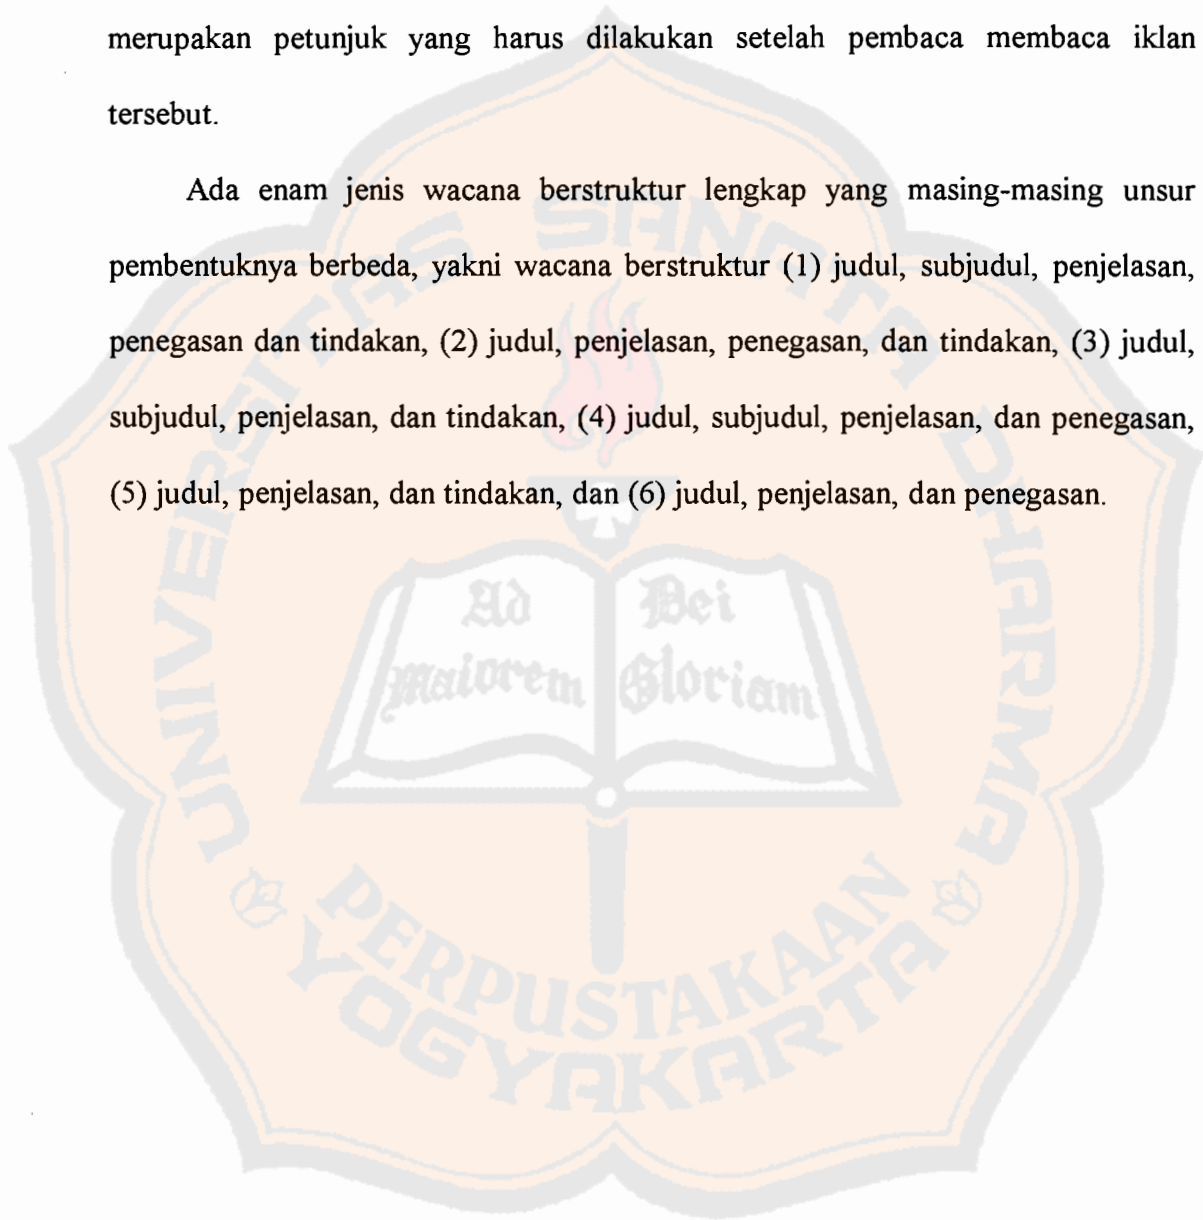 merupakan petunjuk yang harus dilakukan setelah pembaca membaca iklan
tersebut.
Ada enam jenis wacana berstruktur lengkap yang masing-masing unsur
pembentuknya berbeda, yakni wacana berstruktur (1) judul, subjudul, penjelasan,
penegasan dan tindakan, (2) judul, penjelasan, penegasan, dan tindakan, (3) judul,
subjudul, penjelasan, dan tindakan, (4) judul, subjudul, penjelasan, dan penegasan,
(5) judul, penjelasan, dan tindakan, dan (6) judul, penjelasan, dan penegasan.
UNIVERSITAS SANATA DHARMA
Ad Dei
maiorem Gloriam
PERPUSTAKAAN
YOGYAKARTA